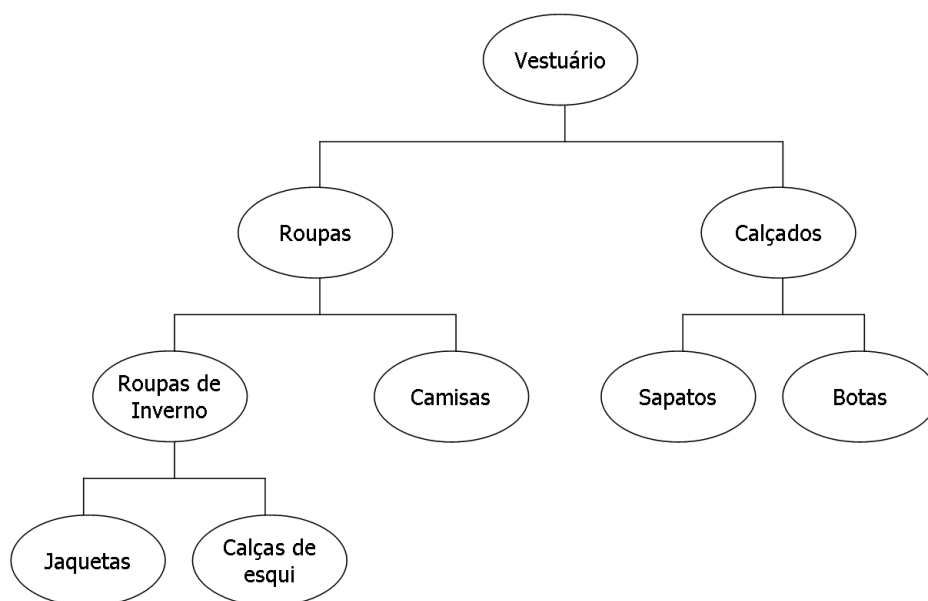 Vestuário
Roupas
Calçados
Roupas de
Inverno
Camisas
Sapatos
Botas
Jaquetas
Calças de
esqui